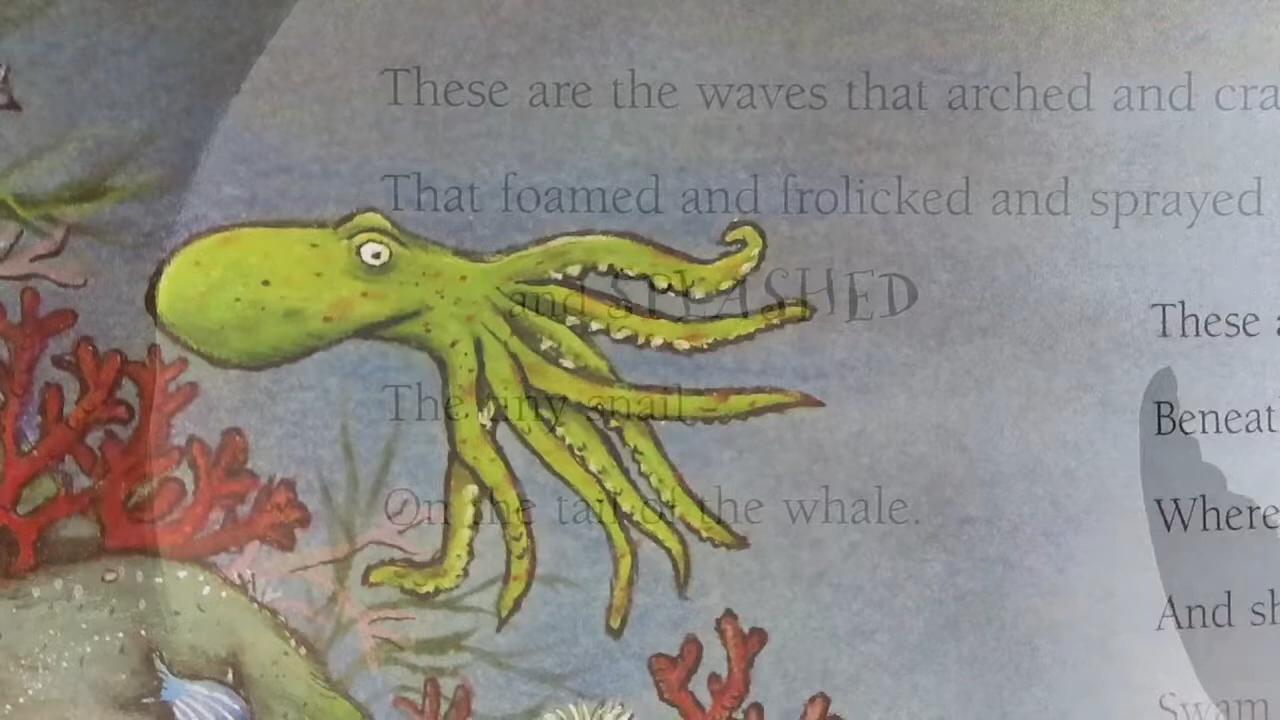 These are the waves that arched and cra
That foamed and frolicked and sprayed
and SPLASHED
The tiny snail
On the tail of the whale.
These a
Beneat
Where
And sh
Swam